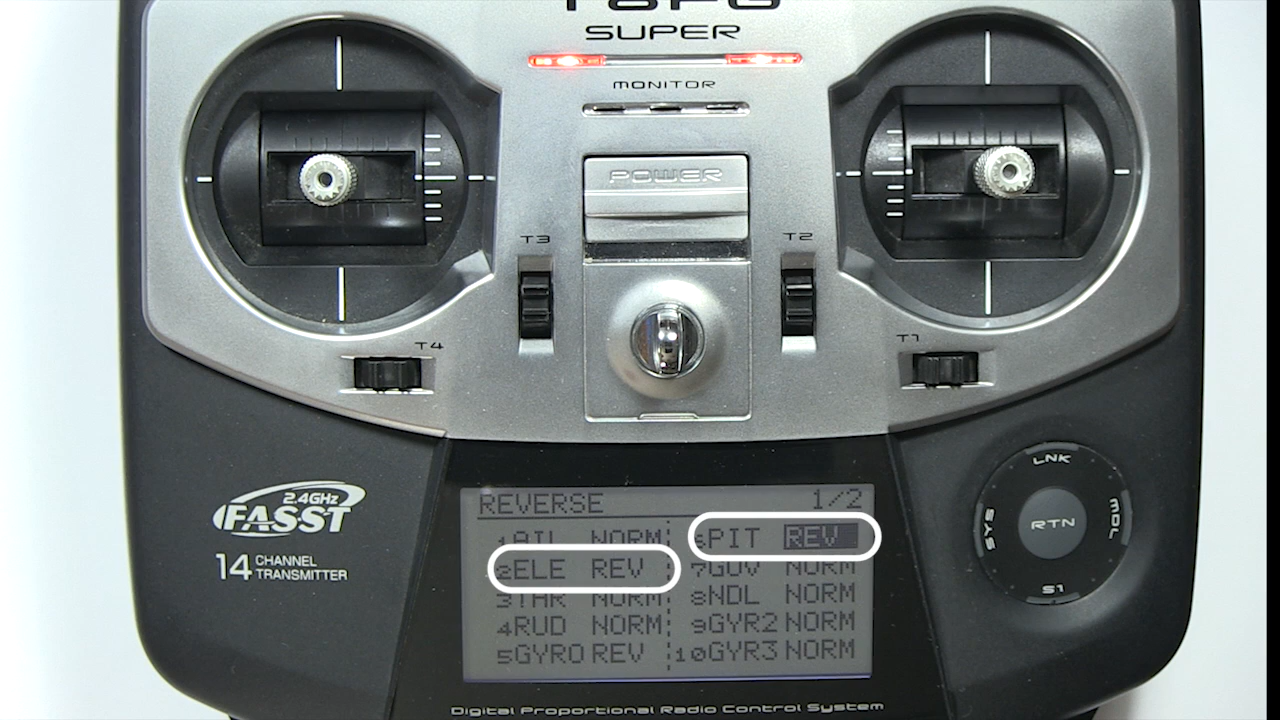 SUPER
MONITOR
POWER
T3
T2
T4
T1
2.4GHz
FASST
14 CHANNEL
TRANSMITTER
LNK
SYS
RTN
MDL
S1
REVERSE 1/2
1AIL NORM 6PIT REV
2ELE REV 7GOV NORM
3THR NORM 8NDL NORM
4RUD NORM 9GYR2 NORM
5GYRO REV 10GYR3 NORM
Digital Proportional Radio Control System